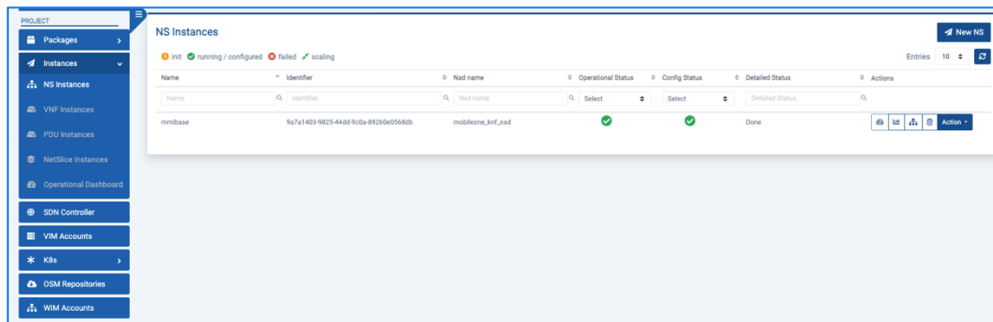 PROJECT
Packages
Instances
NS Instances
VNF Instances
PDU Instances
NetSlice Instances
Operational Dashboard
SDN Controller
VIM Accounts
K8s
OSM Repositories
WIM Accounts
NS Instances
New NS
init running / configured failed scaling
Entries 10
Name Identifier Nsd name Operational Status Config Status Detailed Status Actions
Name Identifier Nsd name Select Select Detailed Status
mmibase 9a7a1403-9825-44dd-9c0a-89260e0568db mobileone_knf_nsd Done Action